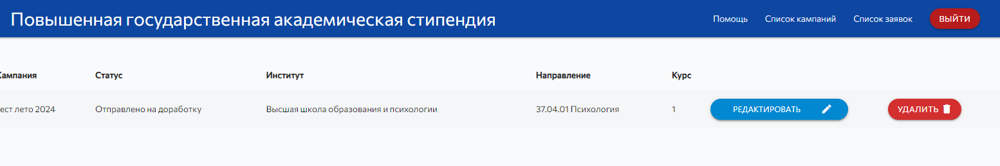 Повышенная государственная академическая стипендия Помощь Список кампаний Список заявок ВЫЙТИ
Кампания Статус Институт Направление Курс
ест лето 2024 Отправлено на доработку Высшая школа образования и психологии 37.04.01 Психология 1 РЕДАКТИРОВАТЬ УДАЛИТЬ